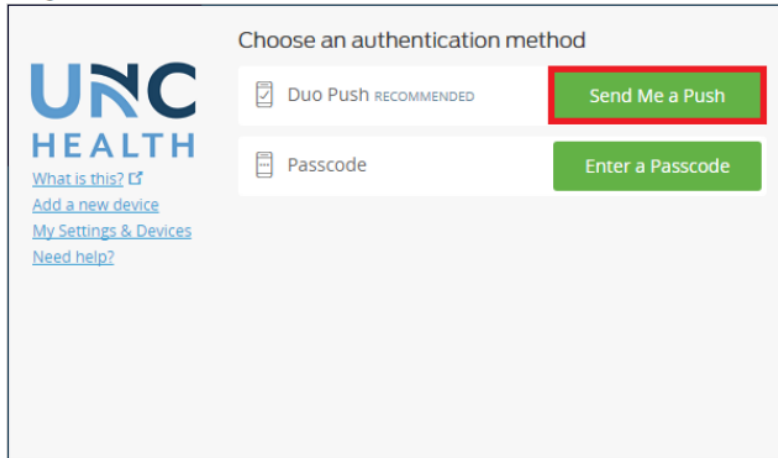 Choose an authentication method
UNC
HEALTH
What is this?
Add a new device
My Settings & Devices
Need help?
Duo Push RECOMMENDED
Send Me a Push
Passcode
Enter a Passcode